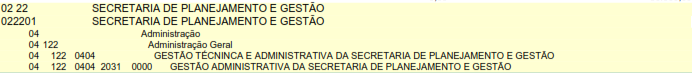 02 22 SECRETARIA DE PLANEJAMENTO E GESTÃO
022201 SECRETARIA DE PLANEJAMENTO E GESTÃO
04 Administração
04 122 Administração Geral
04 122 0404 GESTÃO TÉCNINCA E ADMINISTRATIVA DA SECRETARIA DE PLANEJAMENTO E GESTÃO
04 122 0404 2031 0000 GESTÃO ADMINISTRATIVA DA SECRETARIA DE PLANEJAMENTO E GESTÃO